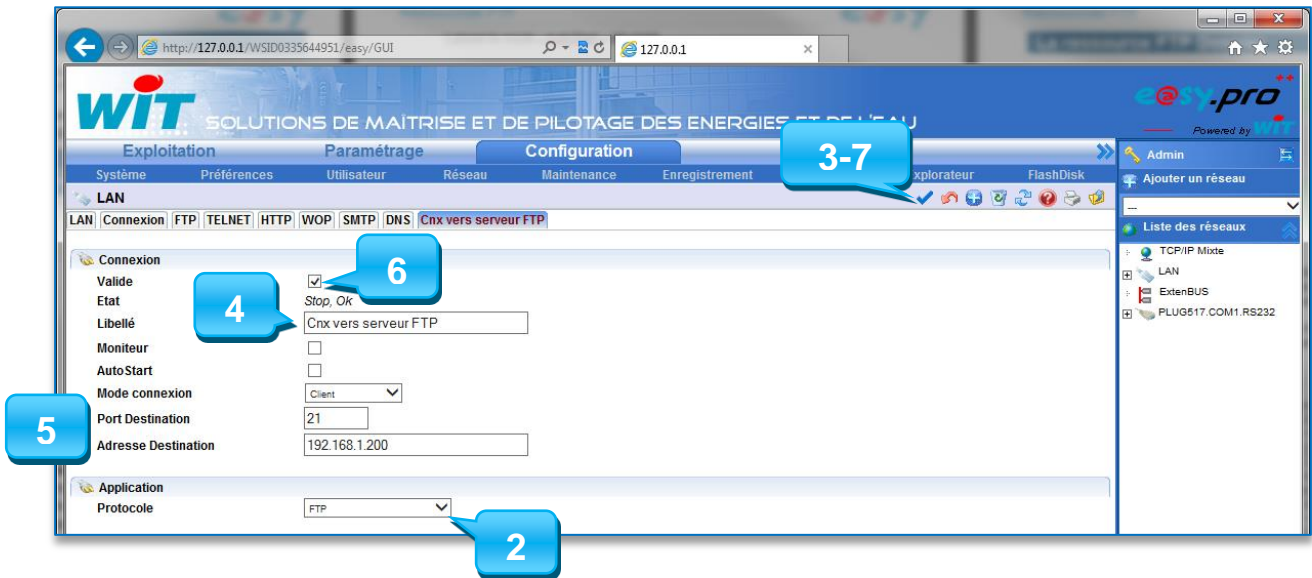 http://127.0.0.1/WSID0335644951/easy/GUI
127.0.0.1
WIT SOLUTIONS DE MAÎTRISE ET DE PILOTAGE DES ENERGIES ET DE L'EAU
e@sy.pro ++
Powered by WIT
Exploitation Paramétrage Configuration
3-7
Admin
Système Préférences Utilisateur Réseau Maintenance Enregistrement xplorateur FlashDisk
Ajouter un réseau
LAN
---
LAN Connexion FTP TELNET HTTP WOP SMTP DNS Cnx vers serveur FTP
Liste des réseaux
TCP/IP Mixte
LAN
ExtenBUS
PLUG517.COM1.RS232
Connexion
Valide
6
Etat Stop, Ok
4
Libellé Cnx vers serveur FTP
Moniteur
AutoStart
Mode connexion Client
5
Port Destination 21
Adresse Destination 192.168.1.200
Application
Protocole FTP
2